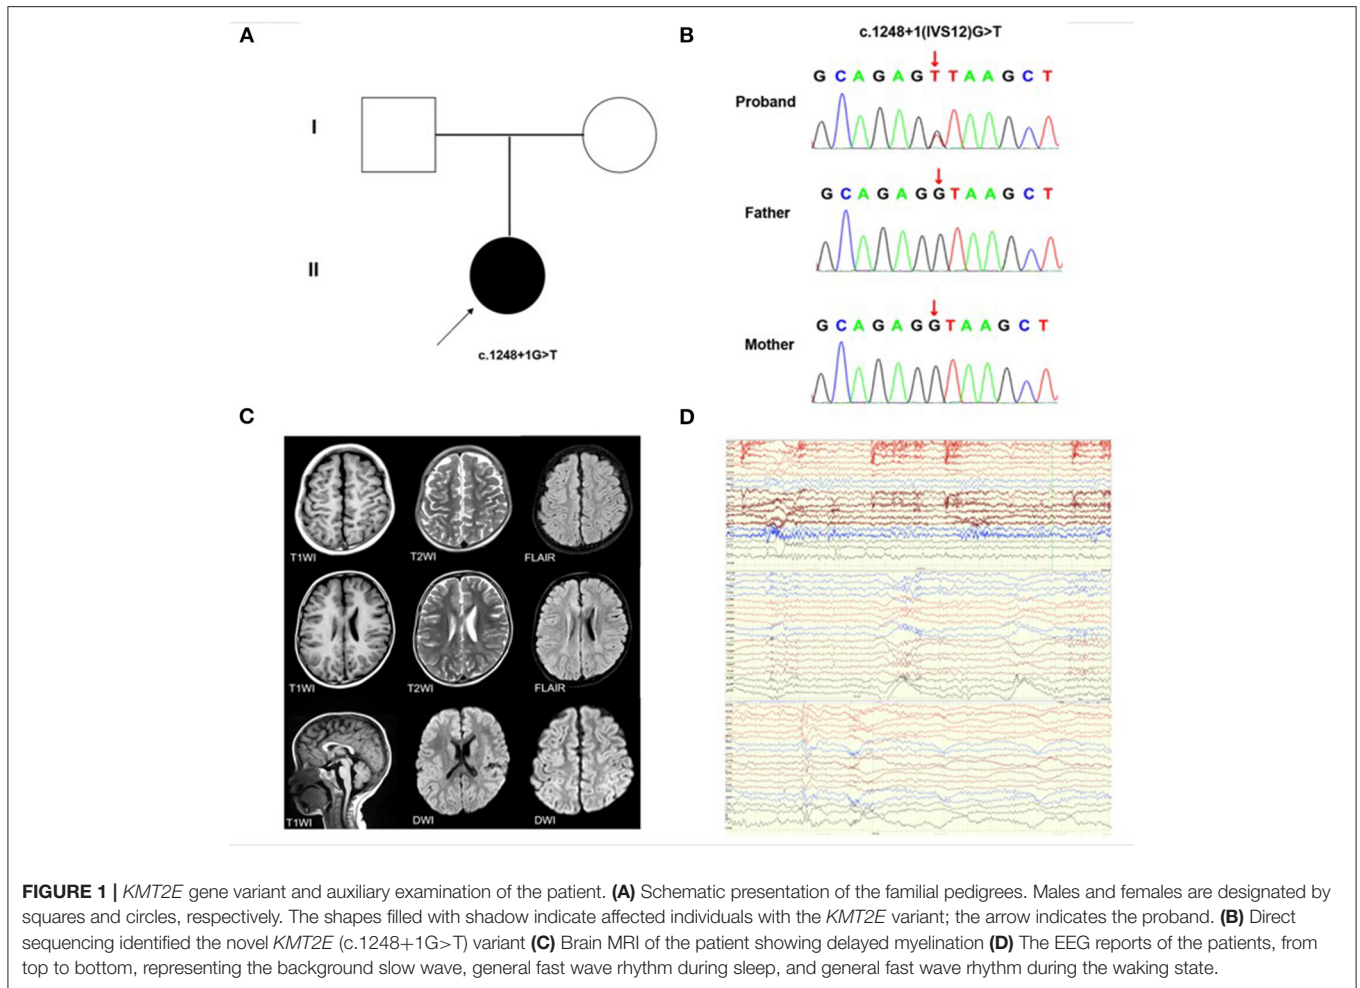 A
I
II
c.1248+1G>T
B
c.1248+1(IVS12)G>T
G C A G A G T T A A G C T
Proband
G C A G A G G T A A G C T
Father
G C A G A G G T A A G C T
Mother
C
T1WI T2WI FLAIR
T1WI T2WI FLAIR
T1WI DWI DWI
D
FIGURE 1 | KMT2E gene variant and auxiliary examination of the patient. (A) Schematic presentation of the familial pedigrees. Males and females are designated by
squares and circles, respectively. The shapes filled with shadow indicate affected individuals with the KMT2E variant; the arrow indicates the proband. (B) Direct
sequencing identified the novel KMT2E (c.1248+1G>T) variant (C) Brain MRI of the patient showing delayed myelination (D) The EEG reports of the patients, from
top to bottom, representing the background slow wave, general fast wave rhythm during sleep, and general fast wave rhythm during the waking state.